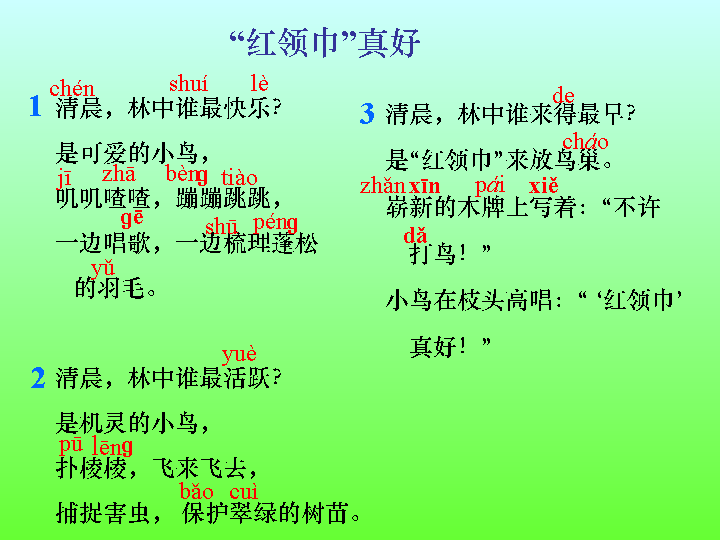 “红领巾”真好
chén shuí lè
1 清晨，林中谁最快乐？
是可爱的小鸟，
jī zhā bèng tiào
叽叽喳喳，蹦蹦跳跳，
gē shū péng
一边唱歌，一边梳理蓬松
yǔ
的羽毛。
yuè
2 清晨，林中谁最活跃？
是机灵的小鸟，
pū lēng
扑棱棱，飞来飞去，
bǎo cuì
捕捉害虫， 保护翠绿的树苗。
de
3 清晨，林中谁来得最早？
cháo
是“红领巾”来放鸟巢。
zhǎn xīn pái xiě
崭新的木牌上写着：“不许
dǎ
打鸟！”
小鸟在枝头高唱：“‘红领巾’
真好！”